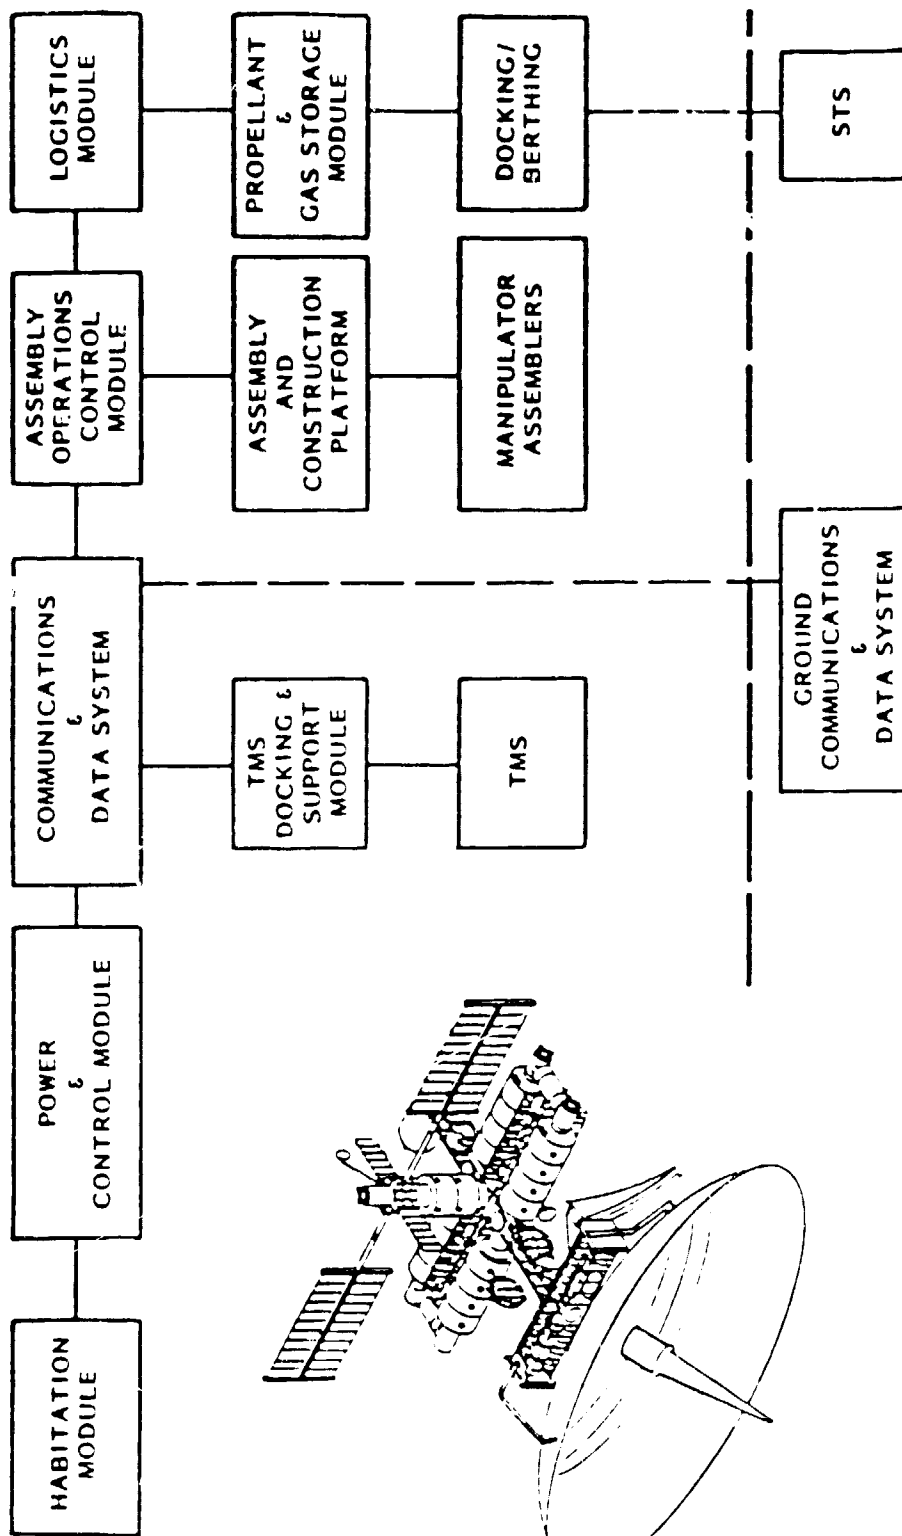 HABITATION
MODULE
POWER
&
CONTROL MODULE
COMMUNICATIONS
&
DATA SYSTEM
ASSEMBLY
OPERATIONS
CONTROL
MODULE
LOGISTICS
MODULE
TMS
DOCKING &
SUPPORT
MODULE
ASSEMBLY
AND
CONSTRUCTION
PLATFORM
PROPELLANT
&
GAS STORAGE
MODULE
TMS
MANIPULATOR
ASSEMBLERS
DOCKING/
BERTHING
GROUND
COMMUNICATIONS
&
DATA SYSTEM
STS